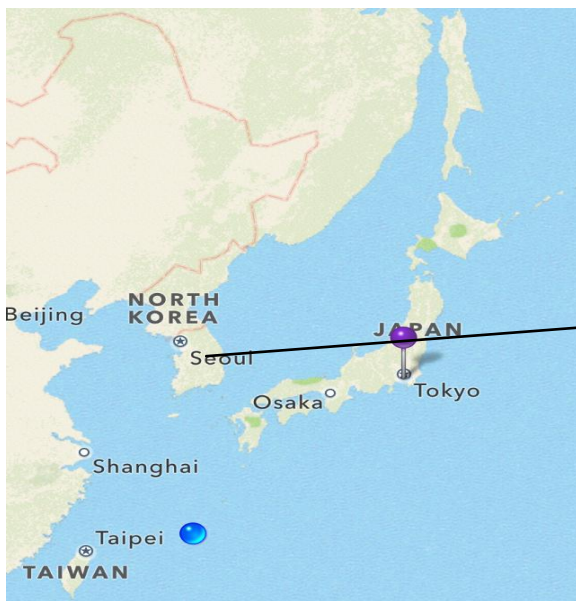 Beijing
NORTH
KOREA
Seoul
JAPAN
Tokyo
Osaka
Shanghai
Taipei
TAIWAN